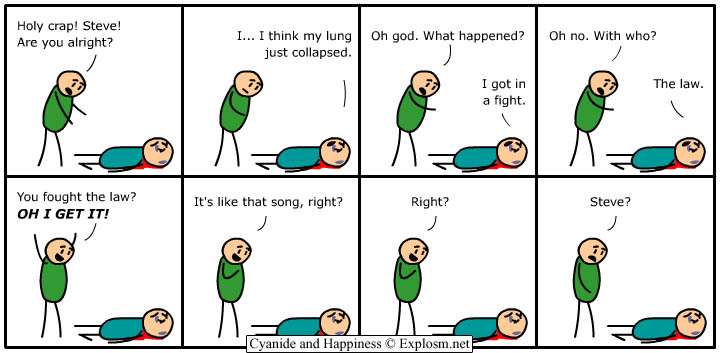 Holy crap! Steve!
Are you alright?
I... I think my lung
just collapsed.
Oh god. What happened?
I got in
a fight.
Oh no. With who?
The law.
You fought the law?
OH I GET IT!
It's like that song, right?
Right?
Steve?
Cyanide and Happiness © Explosm.net